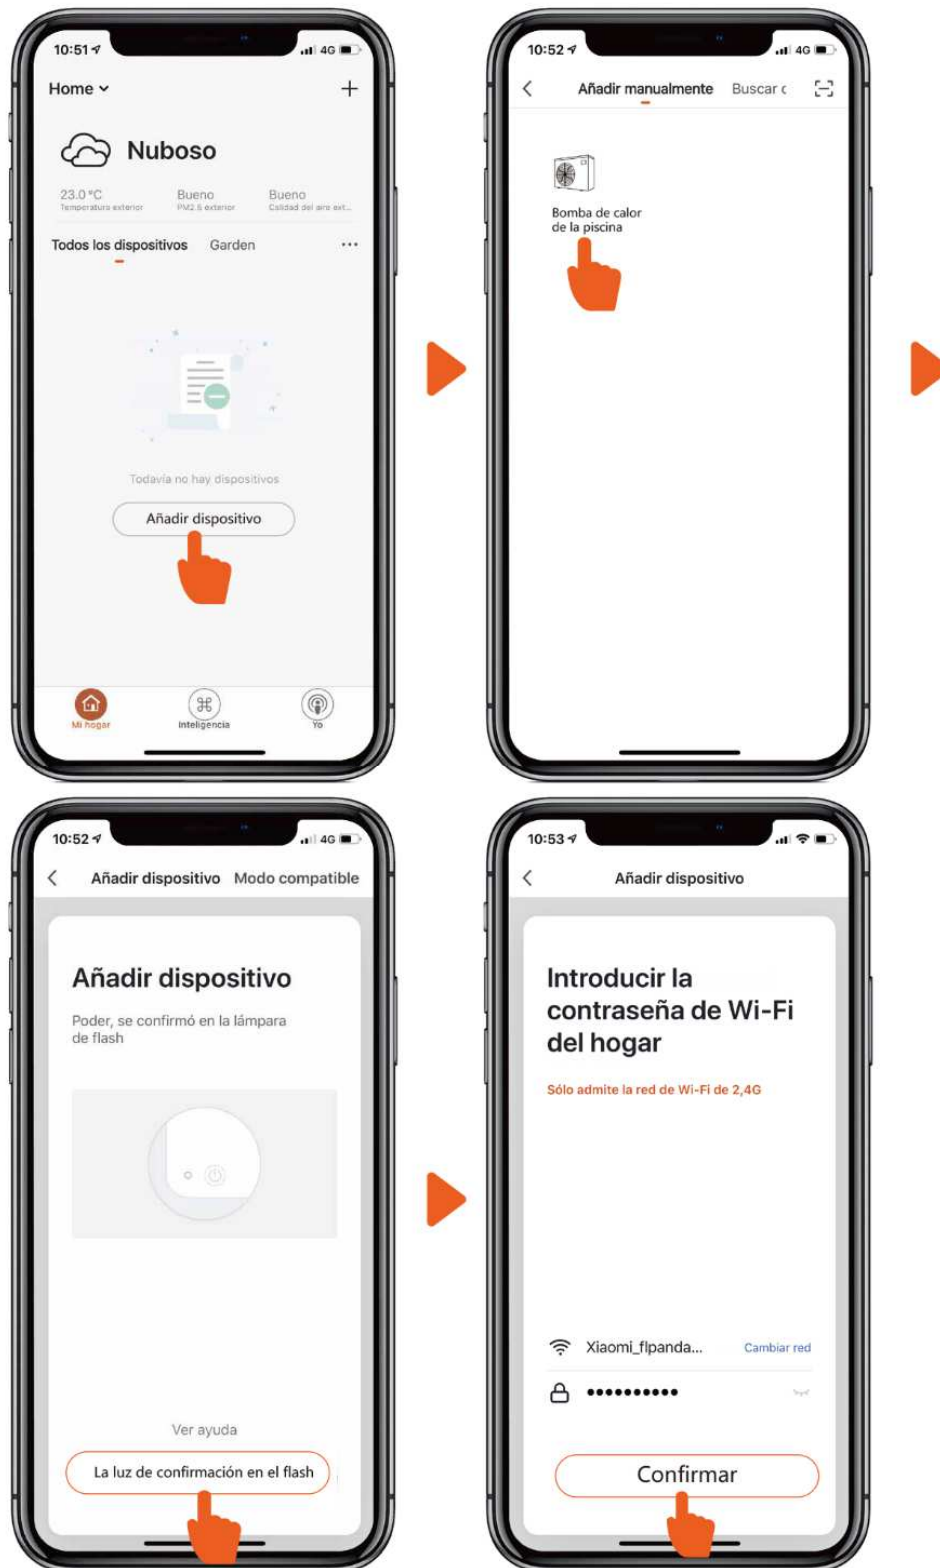 10:51
4G
Home
+
Nuboso
23.0 °C Bueno Bueno
Temperatura exterior PM2.5 exterior Calidad del aire ext...
Todos los dispositivos Garden ...
Todavía no hay dispositivos
Añadir dispositivo
Mi hogar Inteligencia Yo
10:52
4G
Añadir manualmente Buscar c
Bomba de calor
de la piscina
10:52
4G
Añadir dispositivo Modo compatible
Añadir dispositivo
Poder, se confirmó en la lámpara
de flash
Ver ayuda
La luz de confirmación en el flash
10:53
Añadir dispositivo
Introducir la
contraseña de Wi-Fi
del hogar
Sólo admite la red de Wi-Fi de 2,4G
Xiaomi_flpanda... Cambiar red
••••••••••
Confirmar